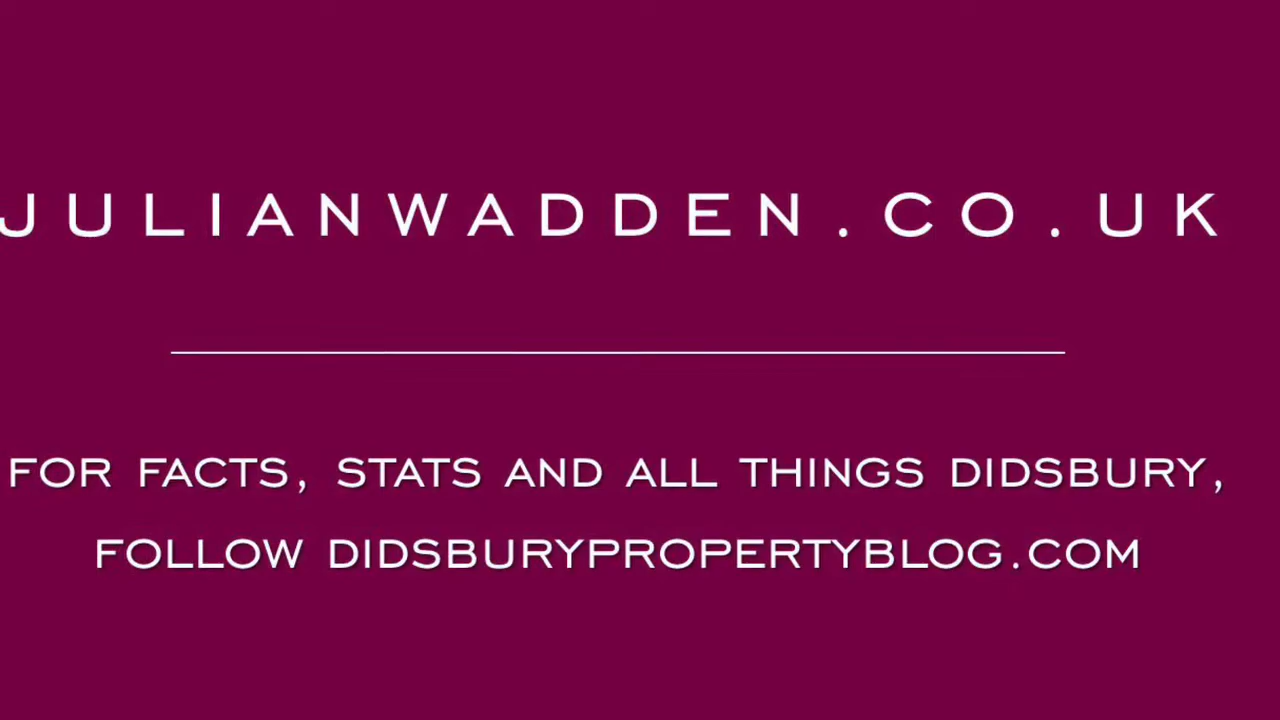 JULIANWADDEN.CO.UK
FOR FACTS, STATS AND ALL THINGS DIDSBURY,
FOLLOW DIDSBURYPROPERTYBLOG.COM